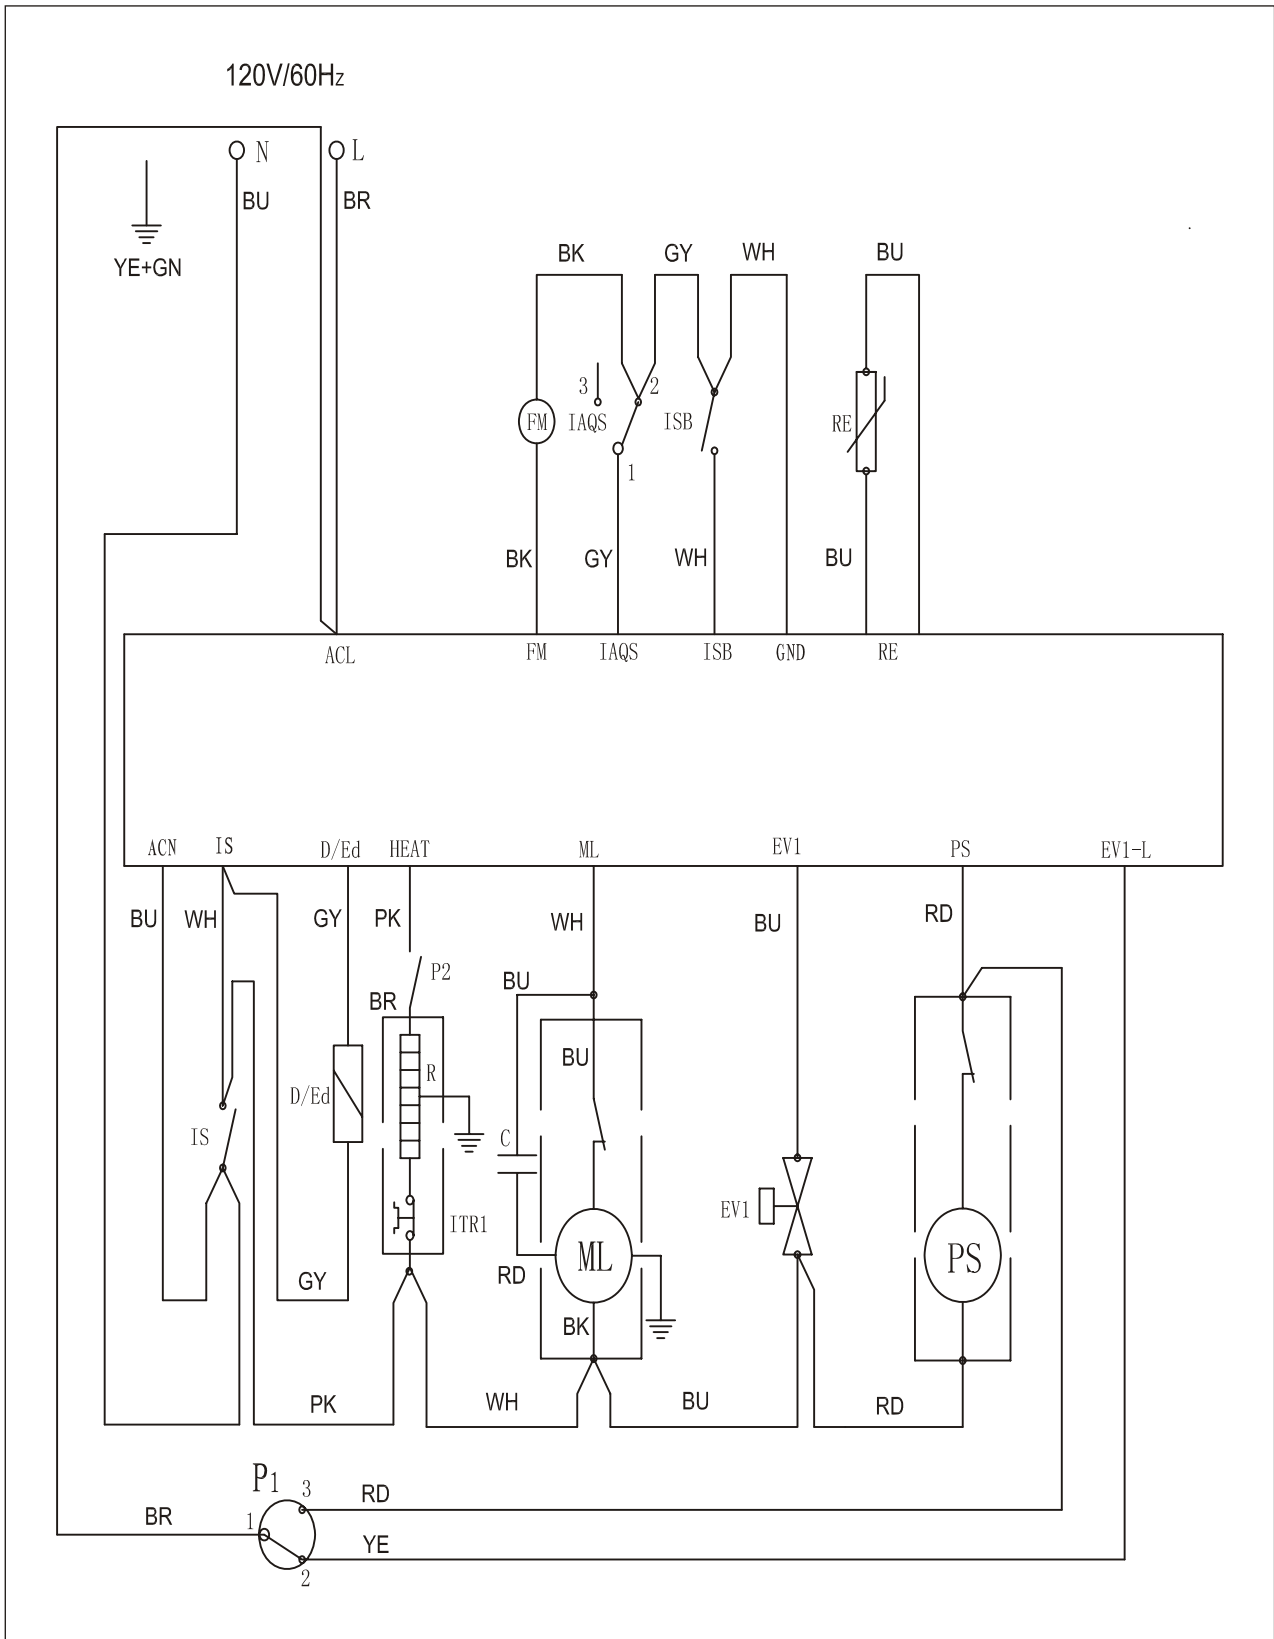 120V/60Hz
N L
BU BR
YE+GN
BK GY WH BU
3 2
FM IAQS ISB RE
1
BK GY WH BU
ACL FM IAQS ISB GND RE
ACN IS D/Ed HEAT ML EV1 PS EV1-L
BU WH GY PK WH BU RD
P2
BU
BR
BU
R
D/Ed
IS C
EV1
ITR1
ML PS
RD
GY
BK
PK WH BU RD
P1
3 RD
BR 1
YE
2